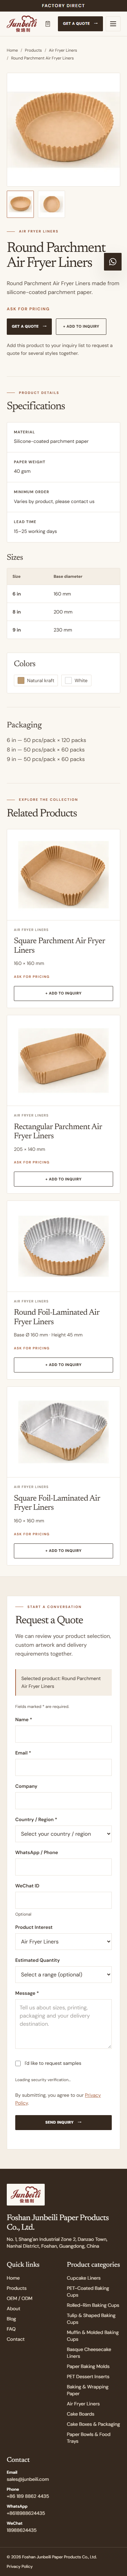 FACTORY DIRECT
Junbeili
俊倍利
GET A QUOTE →
Home / Products / Air Fryer Liners
/ Round Parchment Air Fryer Liners
AIR FRYER LINERS
Round Parchment
Air Fryer Liners
Round Parchment Air Fryer Liners made from
silicone-coated parchment paper.
ASK FOR PRICING
GET A QUOTE →
+ ADD TO INQUIRY
Add this product to your inquiry list to request a
quote for several styles together.
PRODUCT DETAILS
Specifications
MATERIAL
Silicone-coated parchment paper
PAPER WEIGHT
40 gsm
MINIMUM ORDER
Varies by product, please contact us
LEAD TIME
15–25 working days
Sizes
Size Base diameter
6 in 160 mm
8 in 200 mm
9 in 230 mm
Colors
Natural kraft
White
Packaging
6 in — 50 pcs/pack × 120 packs
8 in — 50 pcs/pack × 60 packs
9 in — 50 pcs/pack × 60 packs
EXPLORE THE COLLECTION
Related Products
AIR FRYER LINERS
Square Parchment Air Fryer
Liners
160 × 160 mm
ASK FOR PRICING
+ ADD TO INQUIRY
AIR FRYER LINERS
Rectangular Parchment Air
Fryer Liners
205 × 140 mm
ASK FOR PRICING
+ ADD TO INQUIRY
AIR FRYER LINERS
Round Foil-Laminated Air
Fryer Liners
Base Ø 160 mm · Height 45 mm
ASK FOR PRICING
+ ADD TO INQUIRY
AIR FRYER LINERS
Square Foil-Laminated Air
Fryer Liners
160 × 160 mm
ASK FOR PRICING
+ ADD TO INQUIRY
START A CONVERSATION
Request a Quote
We can review your product selection,
customization and wholesale order
requirements together.
Selected product: Round Parchment
Air Fryer Liners
Fields marked * are required.
Name *
Email *
Company
Country / Region *
Select your country / region
WhatsApp / Phone
WeChat ID
Optional
Product Interest
Air Fryer Liners
Estimated Quantity
Select a range (optional)
Message *
Tell us about sizes, printing,
packaging and your delivery
destination.
I'd like to request samples
Loading security verification…
By submitting, you agree to our Privacy
Policy.
SEND INQUIRY →
Junbeili
俊倍利
Foshan Junbeili Paper Products
Co., Ltd.
No. 1, Shang'an Industrial Zone 2, Danzao Town,
Nanhai District, Foshan, Guangdong, China
Quick links
Home
Products
OEM / ODM
About
Blog
FAQ
Contact
Product categories
Cupcake Liners
PET-Coated Baking
Cups
Rolled-Rim Baking Cups
Tulip & Shaped Baking
Cups
Muffin & Molded Baking
Cups
Basque Cheesecake
Liners
Paper Baking Molds
PET Dessert Inserts
Baking & Wrapping
Paper
Air Fryer Liners
Cake Boards
Cake Boxes & Packaging
Paper Bowls & Food
Trays
Contact
Email
sales@junbeili.com
Phone
+86 189 8862 4435
WhatsApp
+8618988624435
WeChat
18988624435
© 2026 Foshan Junbeili Paper Products Co., Ltd.
Privacy Policy